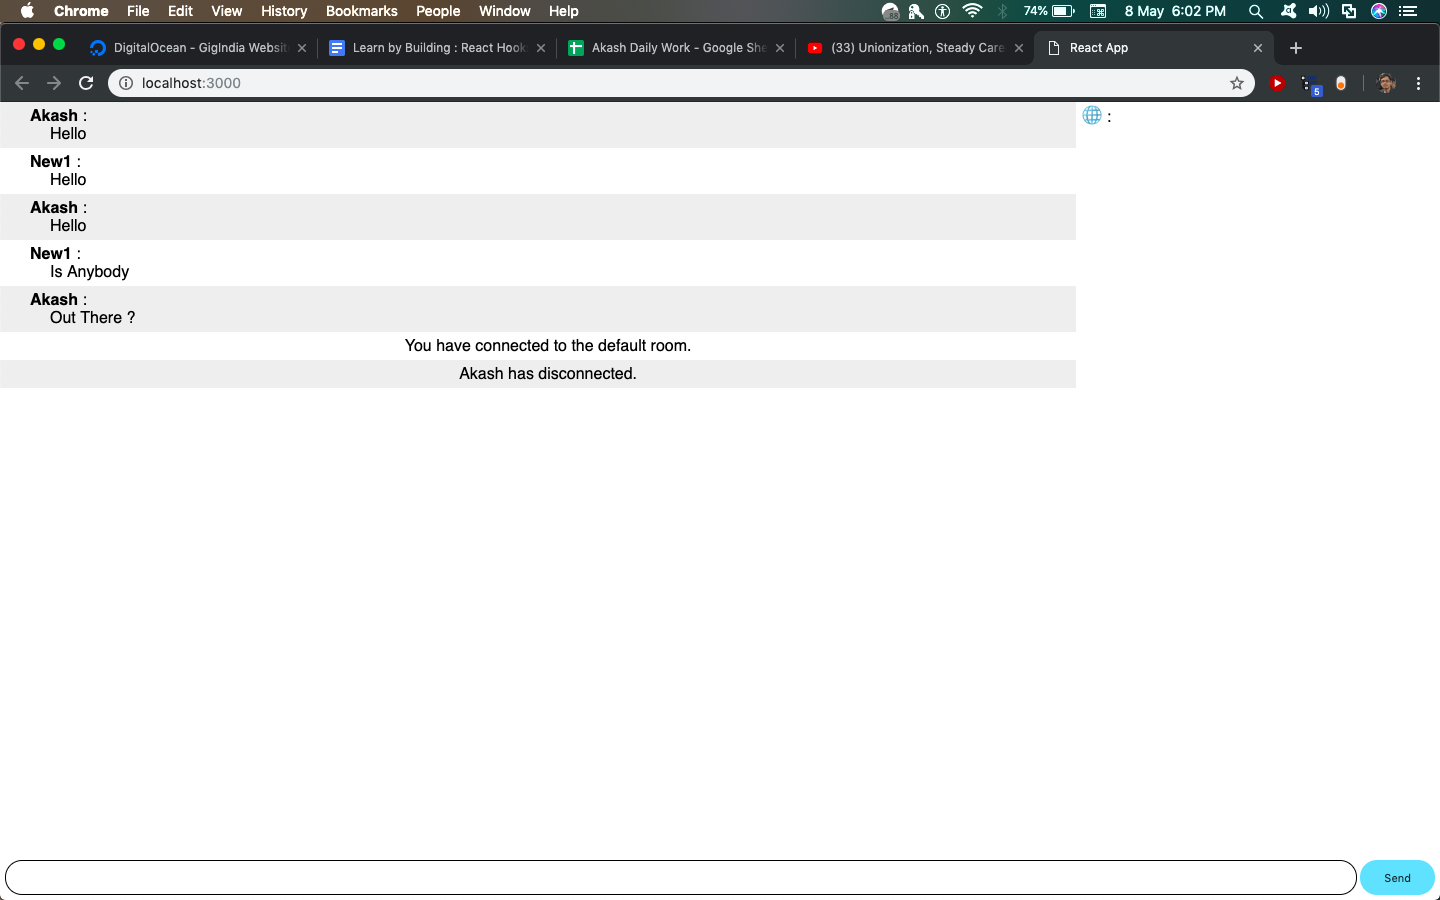 Chrome File Edit View History Bookmarks People Window Help 74% 8 May 6:02 PM
DigitalOcean - GigIndia Websit Learn by Building : React Hook Akash Daily Work - Google She (33) Unionization, Steady Care React App
localhost:3000 5
Akash :
Hello
New1 :
Hello
Akash :
Hello
New1 :
Is Anybody
Akash :
Out There ?
You have connected to the default room.
Akash has disconnected.
:
Send